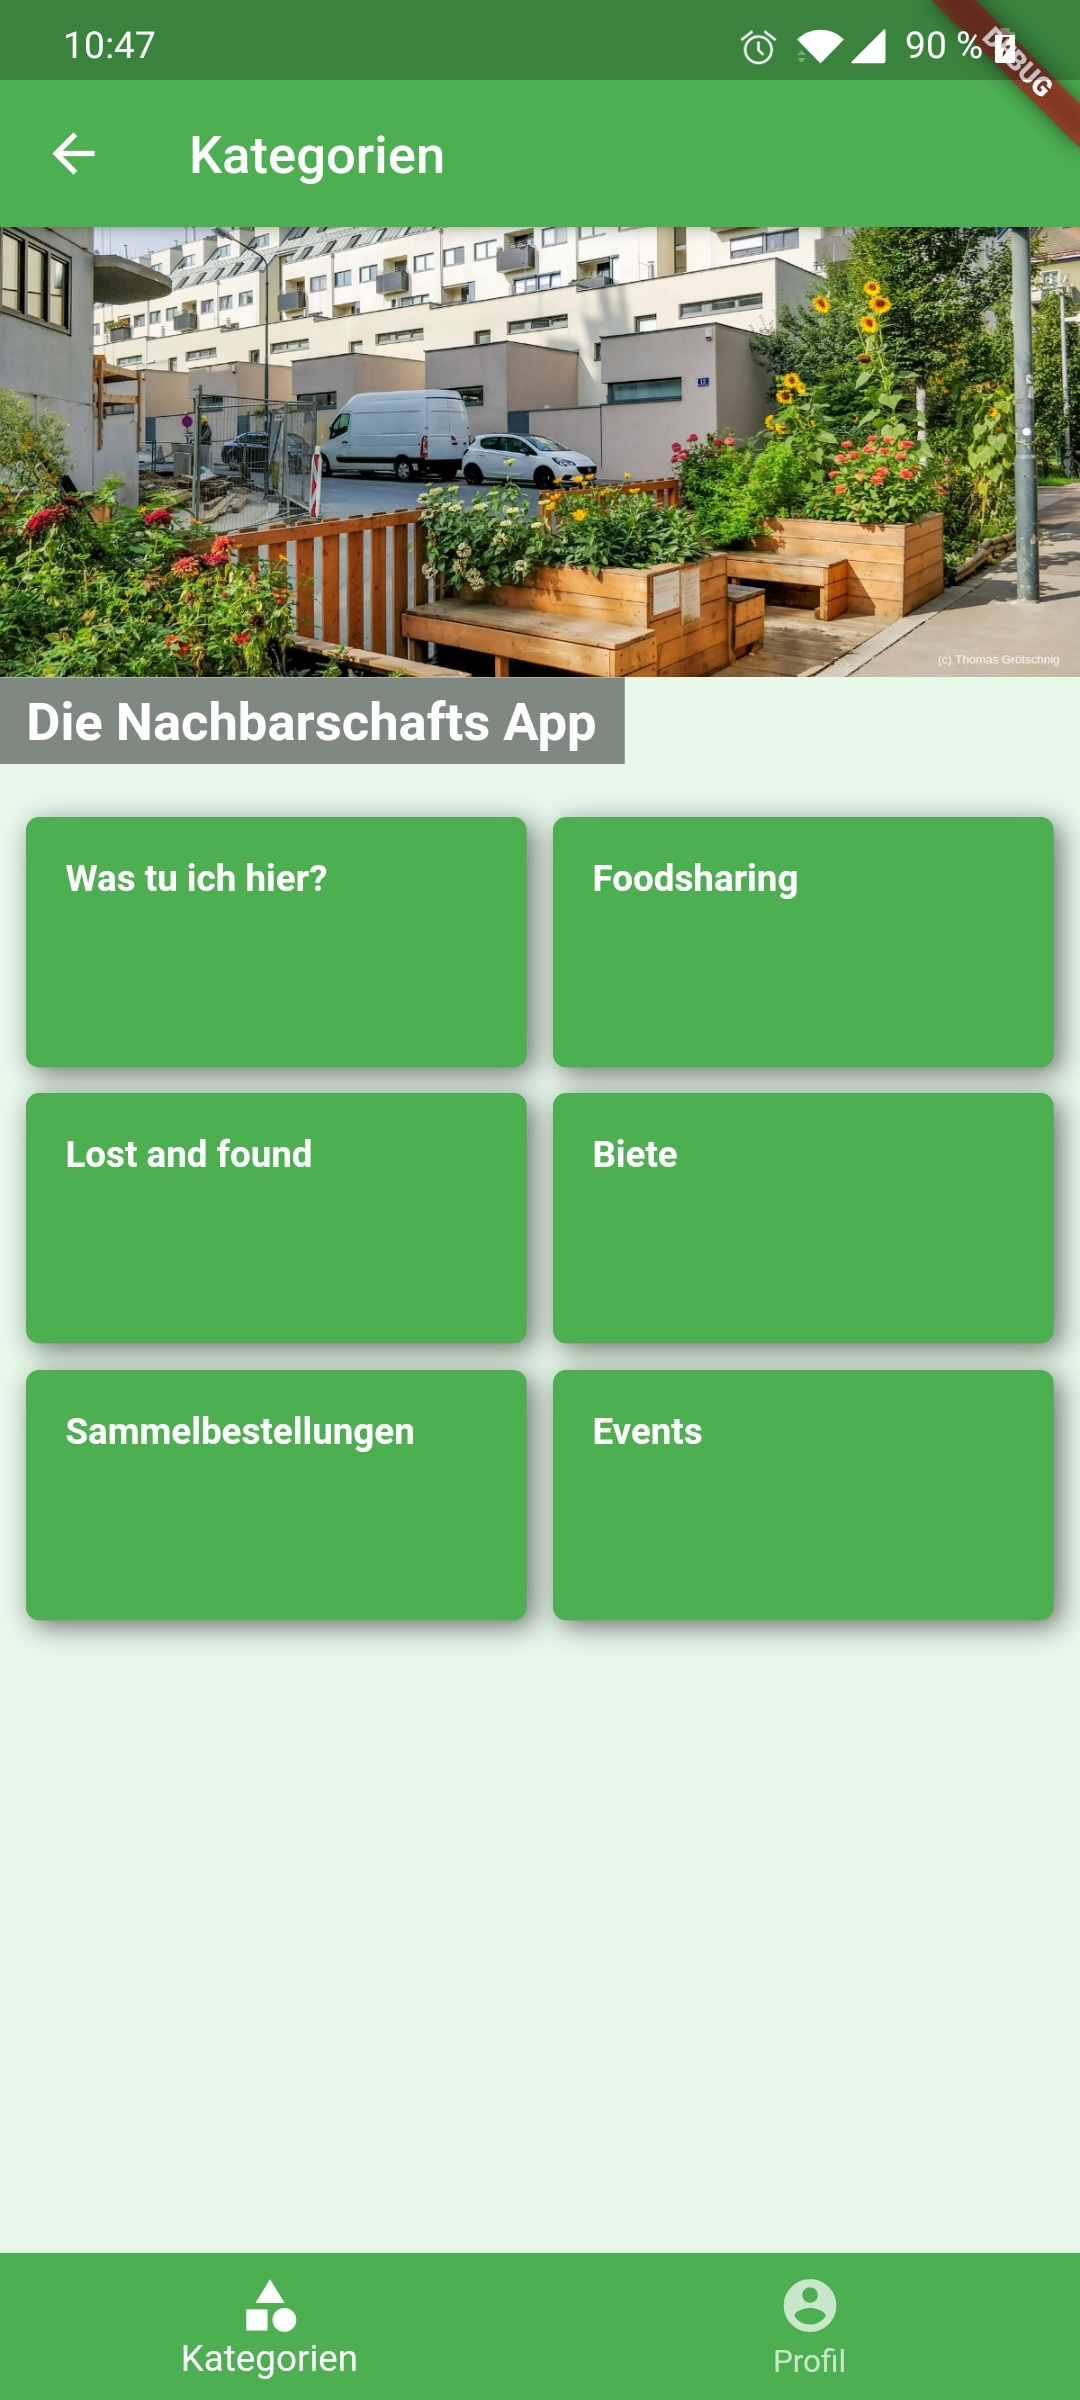 10:47
90 %
DEBUG
Kategorien
(c) Thomas Grötschnig
Die Nachbarschafts App
Was tu ich hier?
Foodsharing
Lost and found
Biete
Sammelbestellungen
Events
Kategorien
Profil